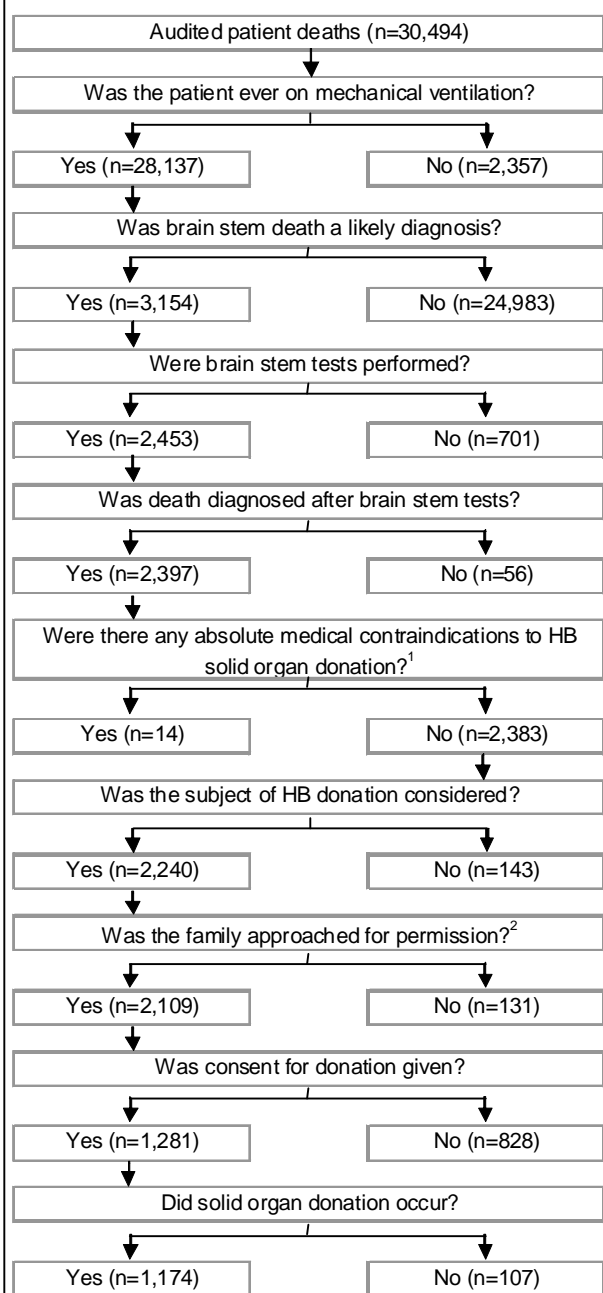 Audited patient deaths (n=30,494)
Was the patient ever on mechanical ventilation?
Yes (n=28,137) No (n=2,357)
Was brain stem death a likely diagnosis?
Yes (n=3,154) No (n=24,983)
Were brain stem tests performed?
Yes (n=2,453) No (n=701)
Was death diagnosed after brain stem tests?
Yes (n=2,397) No (n=56)
Were there any absolute medical contraindications to HB
solid organ donation?1
Yes (n=14) No (n=2,383)
Was the subject of HB donation considered?
Yes (n=2,240) No (n=143)
Was the family approached for permission?2
Yes (n=2,109) No (n=131)
Was consent for donation given?
Yes (n=1,281) No (n=828)
Did solid organ donation occur?
Yes (n=1,174) No (n=107)